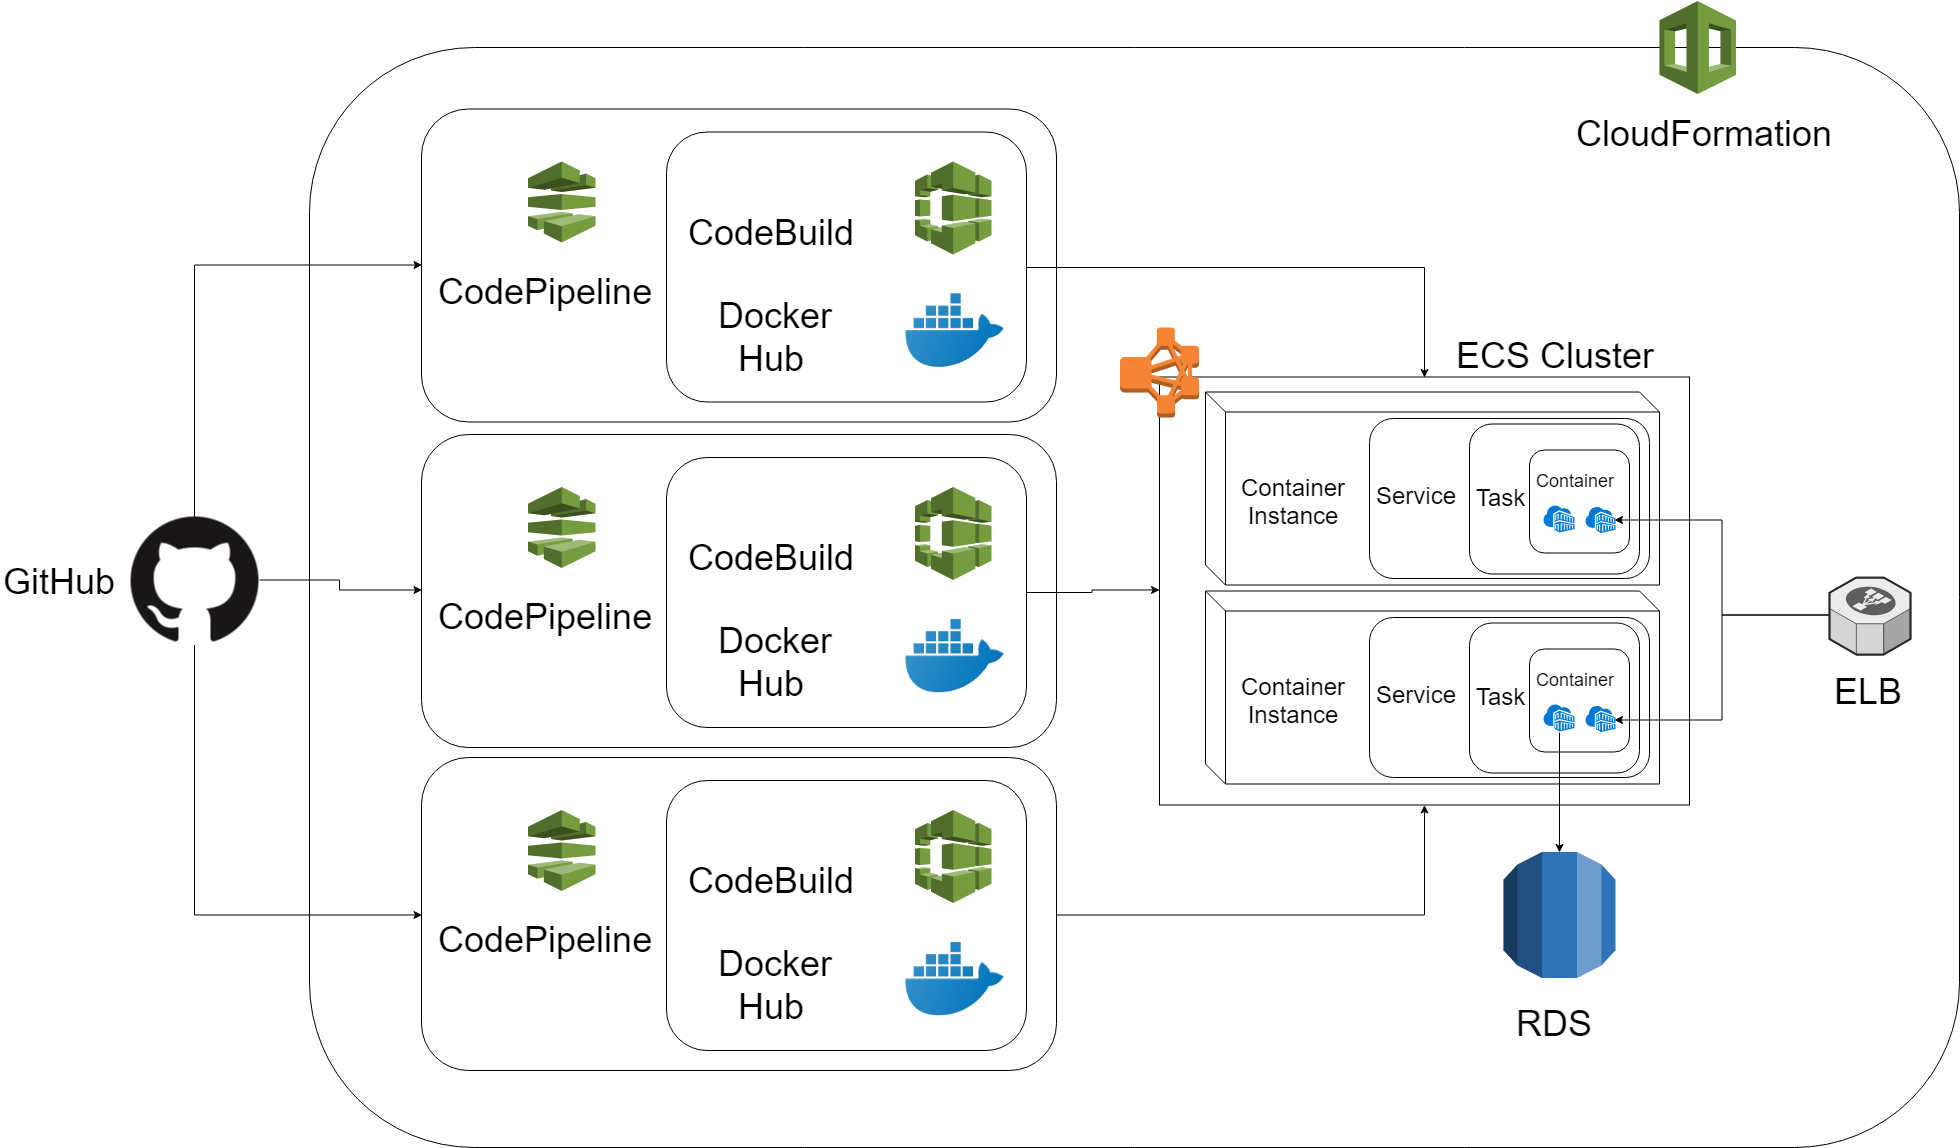 CloudFormation
CodePipeline
CodeBuild
Docker
Hub
ECS Cluster
Container
Instance
Service
Task
Container
GitHub
CodePipeline
CodeBuild
Docker
Hub
Container
Instance
Service
Task
Container
ELB
CodePipeline
CodeBuild
Docker
Hub
RDS